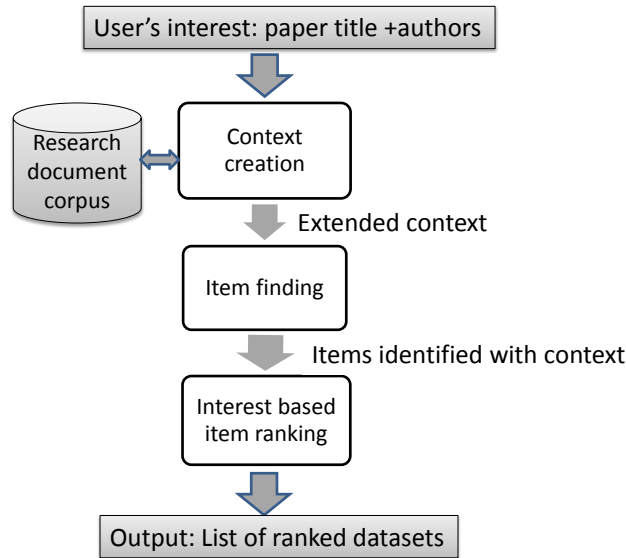 User's interest: paper title +authors
Research
document
corpus
Context
creation
Extended context
Item finding
Items identified with context
Interest based
item ranking
Output: List of ranked datasets